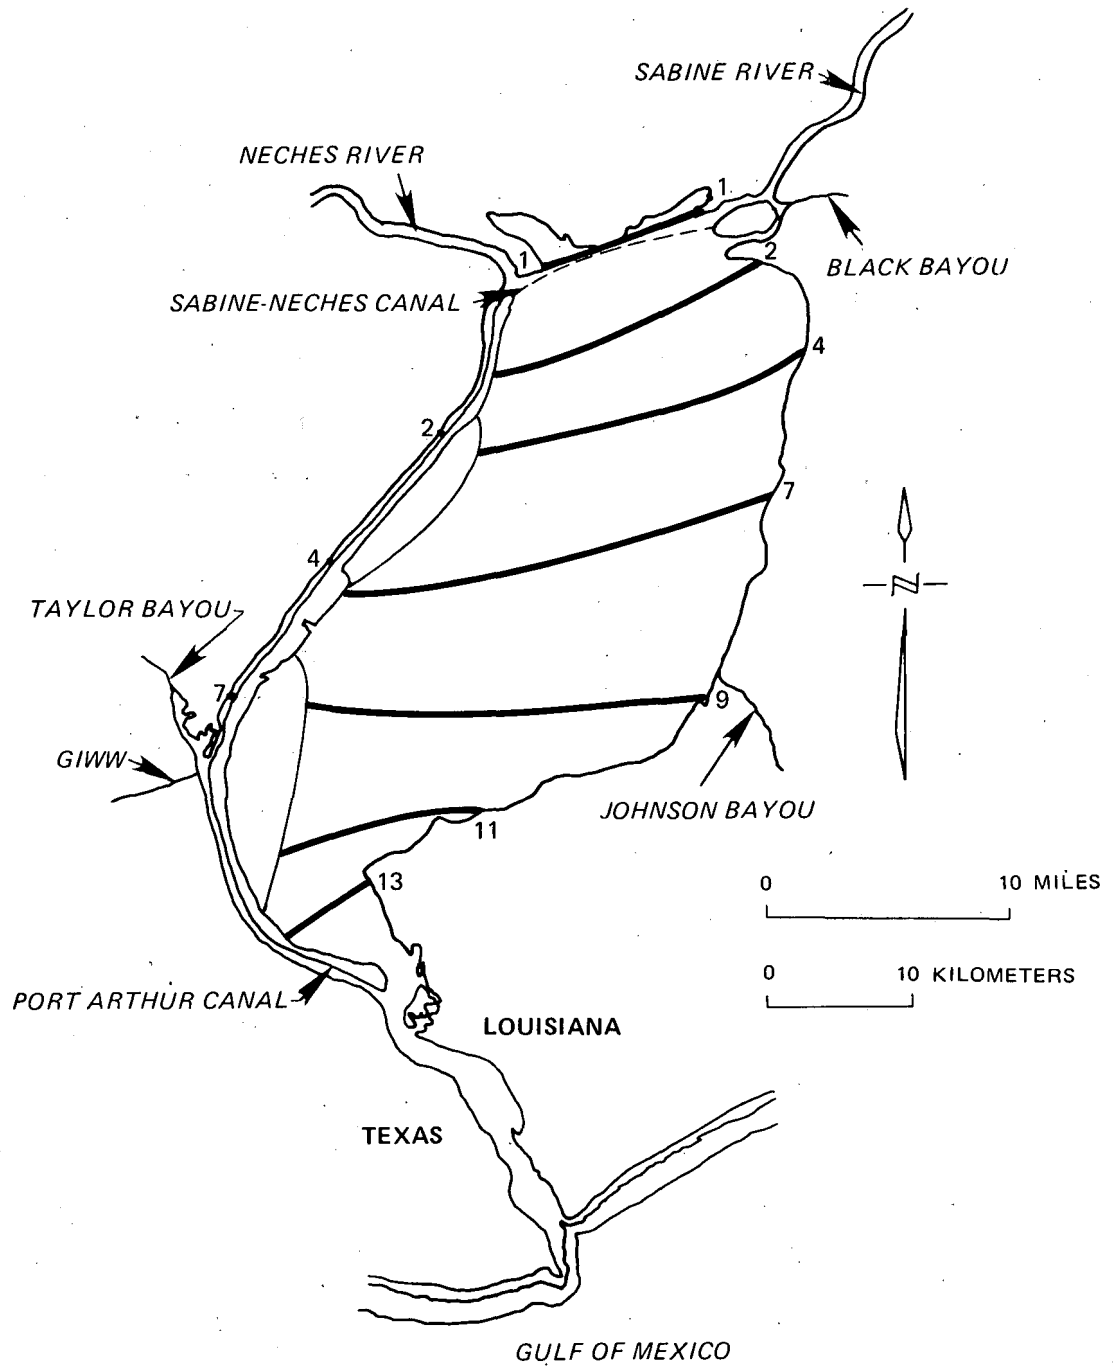 SABINE RIVER
NECHES RIVER
1
1
BLACK BAYOU
2
SABINE-NECHES CANAL
4
2
7
4
N
TAYLOR BAYOU
7
9
GIWW
JOHNSON BAYOU
11
13
0 10 MILES
0 10 KILOMETERS
PORT ARTHUR CANAL
LOUISIANA
TEXAS
GULF OF MEXICO